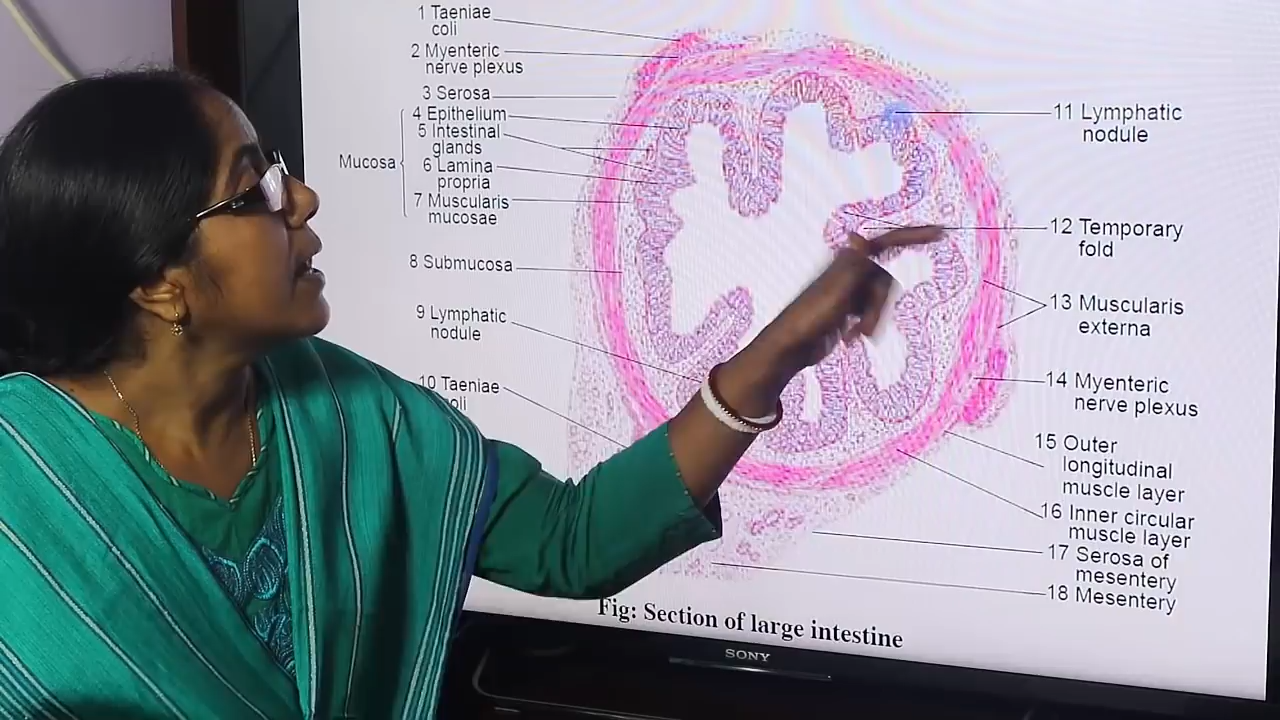 1 Taeniae
coli
2 Myenteric
nerve plexus
3 Serosa
4 Epithelium
5 Intestinal
glands
Mucosa
6 Lamina
propria
7 Muscularis
mucosae
8 Submucosa
9 Lymphatic
nodule
10 Taeniae
oli
11 Lymphatic
nodule
12 Temporary
fold
13 Muscularis
externa
14 Myenteric
nerve plexus
15 Outer
longitudinal
muscle layer
16 Inner circular
muscle layer
17 Serosa of
mesentery
18 Mesentery
Fig: Section of large intestine
SONY